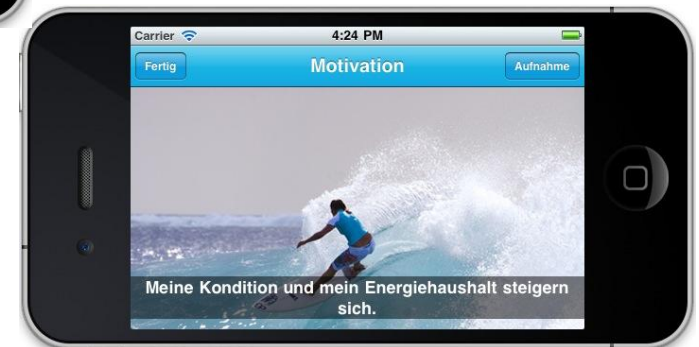 Carrier 4:24 PM
Fertig Motivation Aufnahme
Meine Kondition und mein Energiehaushalt steigern
sich.